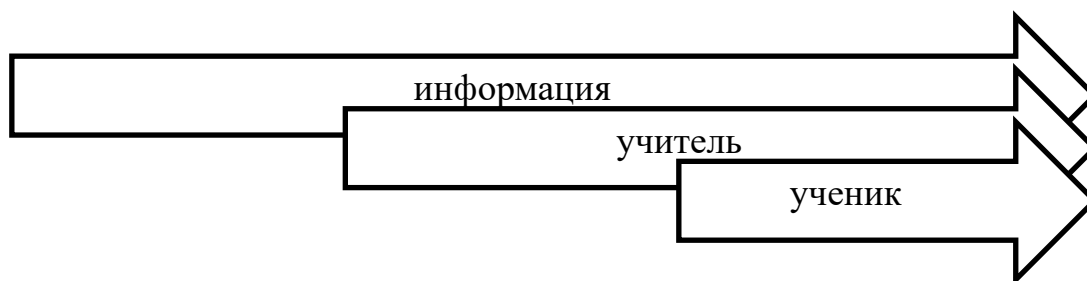 информация
учитель
ученик